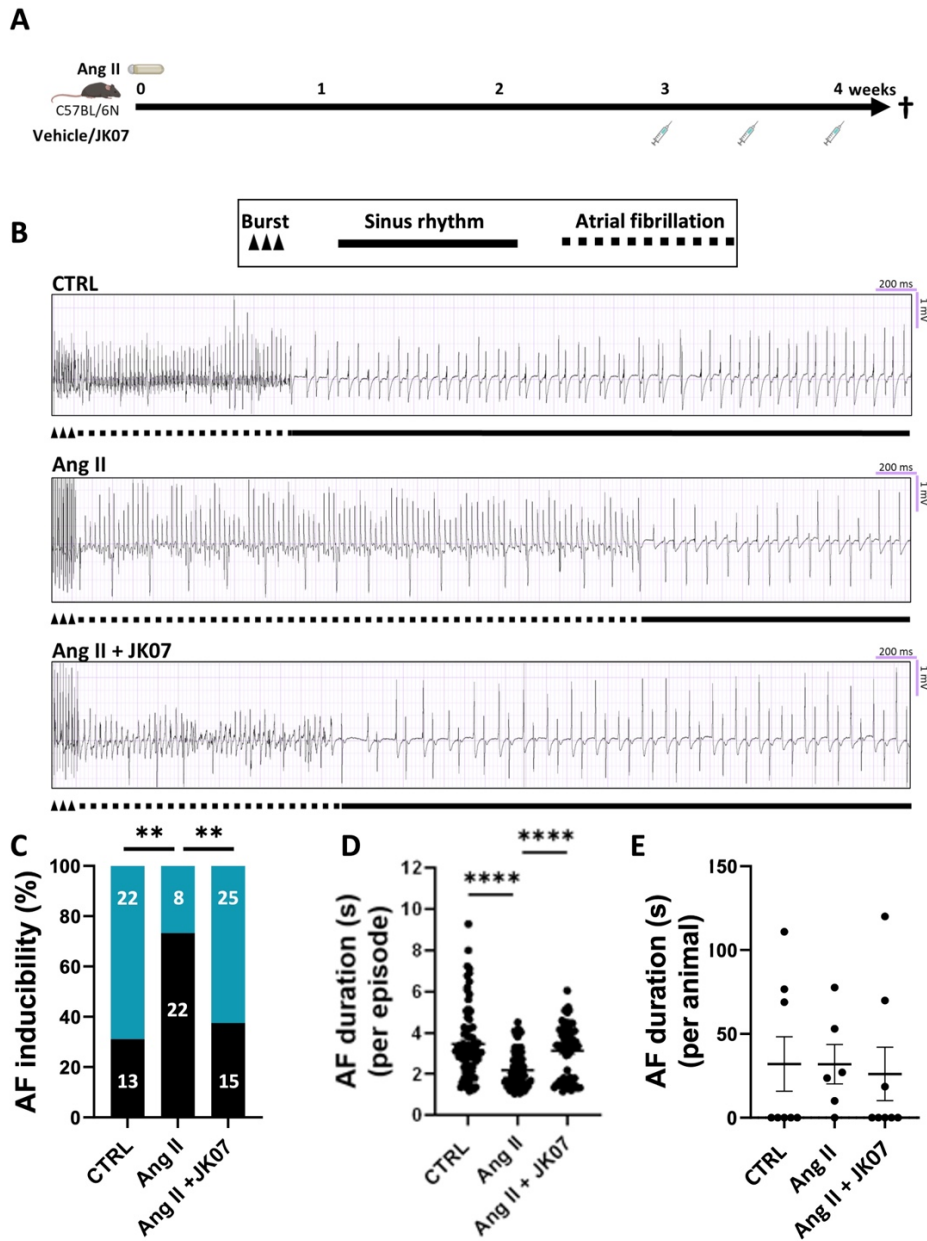 A
Ang II
0 1 2 3 4 weeks
C57BL/6N
Vehicle/JK07
B
Burst Sinus rhythm Atrial fibrillation
CTRL
200 ms
1 mV
Ang II
200 ms
1 mV
Ang II + JK07
200 ms
1 mV
C
** **
AF inducibility (%)
100
80
60
40
20
0
22 8 25
13 22 15
CTRL
Ang II
Ang II +JK07
D
****
****
AF duration (s)
(per episode)
12
10
8
6
4
2
0
CTRL
Ang II
Ang II + JK07
E
AF duration (s)
(per animal)
150
100
50
0
CTRL
Ang II
Ang II + JK07